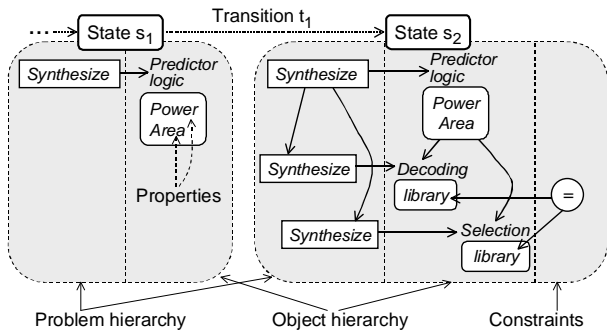 Transition t1
... State s1 State s2
Synthesize Predictor logic
Power
Area
Properties
Synthesize Predictor logic
Power
Area
Synthesize Decoding
library =
Synthesize Selection
library
Problem hierarchy Object hierarchy Constraints